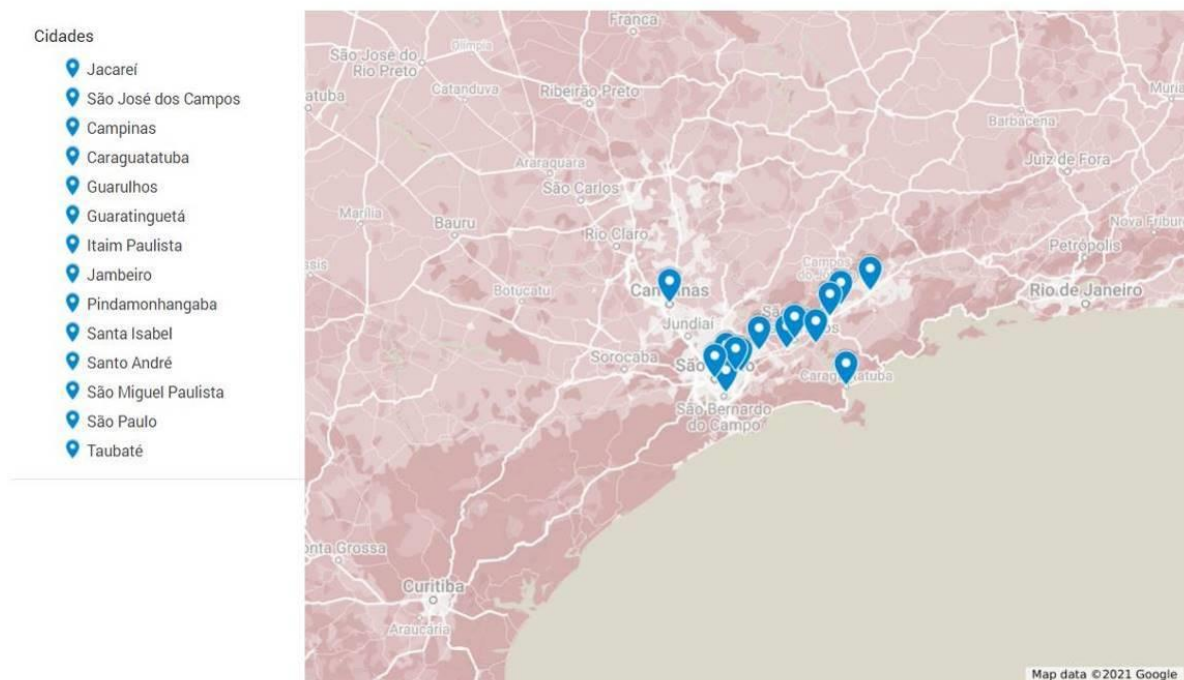 Cidades
Jacareí
São José dos Campos
Campinas
Caraguatatuba
Guarulhos
Guaratinguetá
Itaim Paulista
Jambeiro
Pindamonhangaba
Santa Isabel
Santo André
São Miguel Paulista
São Paulo
Taubaté
Franca
Olímpia
São José do
Rio Preto
Catanduva
Ribeirão Preto
Barbacena
Juiz de Fora
Araraquara
São Carlos
Marília
Bauru
Rio Claro
Nova Friburg
Petrópolis
Botucatu
Rio de Janeiro
Jundiaí
Sorocaba
São Bernardo
do Campo
Curitiba
Araucária
Map data ©2021 Google